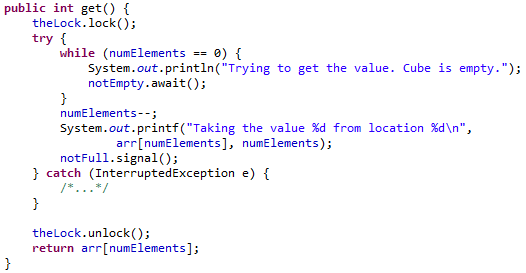 public int get() {
    theLock.lock();
    try {
        while (numElements == 0) {
            System.out.println("Trying to get the value. Cube is empty.");
            notEmpty.await();
        }
        numElements--;
        System.out.printf("Taking the value %d from location %d\n",
                arr[numElements], numElements);
        notFull.signal();
    } catch (InterruptedException e) {
        /*...*/
    }

    theLock.unlock();
    return arr[numElements];
}